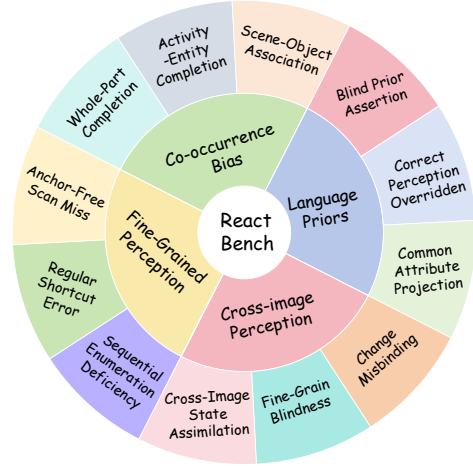 React
Bench
Co-occurrence
Bias
Language
Priors
Cross-image
Perception
Fine-Grained
Perception
Whole-Part
Completion
Activity
-Entity
Completion
Scene-Object
Association
Blind Prior
Assertion
Correct
Perception
Overridden
Common
Attribute
Projection
Change
Misbinding
Fine-Grain
Blindness
Cross-Image
State
Assimilation
Sequential
Enumeration
Deficiency
Regular
Shortcut
Error
Anchor-Free
Scan Miss